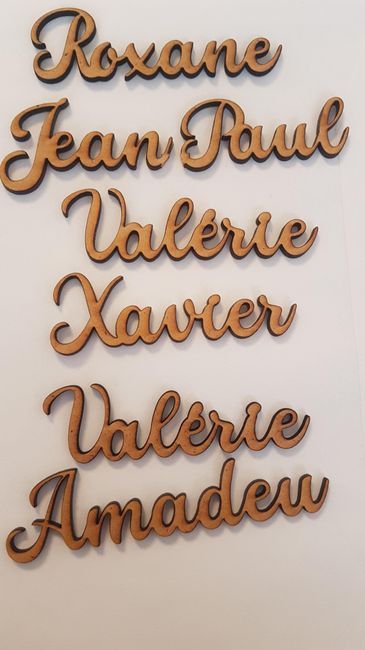 Roxane
Jean Paul
Valérie
Xavier
Valérie
Amadeu